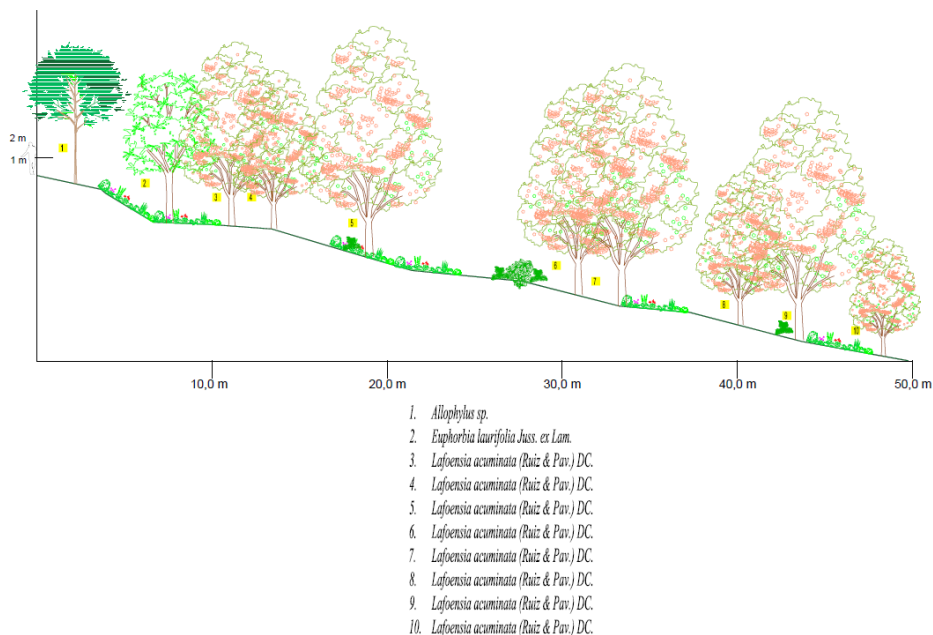 2 m
1 m
1
2
3
4
5
6
7
8
9
10
10,0 m
20,0 m
30,0 m
40,0 m
50,0 m
1. Allophylus sp.
2. Euphorbia laurifolia Juss. ex Lam.
3. Lafoensia acuminata (Ruiz & Pav.) DC.
4. Lafoensia acuminata (Ruiz & Pav.) DC.
5. Lafoensia acuminata (Ruiz & Pav.) DC.
6. Lafoensia acuminata (Ruiz & Pav.) DC.
7. Lafoensia acuminata (Ruiz & Pav.) DC.
8. Lafoensia acuminata (Ruiz & Pav.) DC.
9. Lafoensia acuminata (Ruiz & Pav.) DC.
10. Lafoensia acuminata (Ruiz & Pav.) DC.